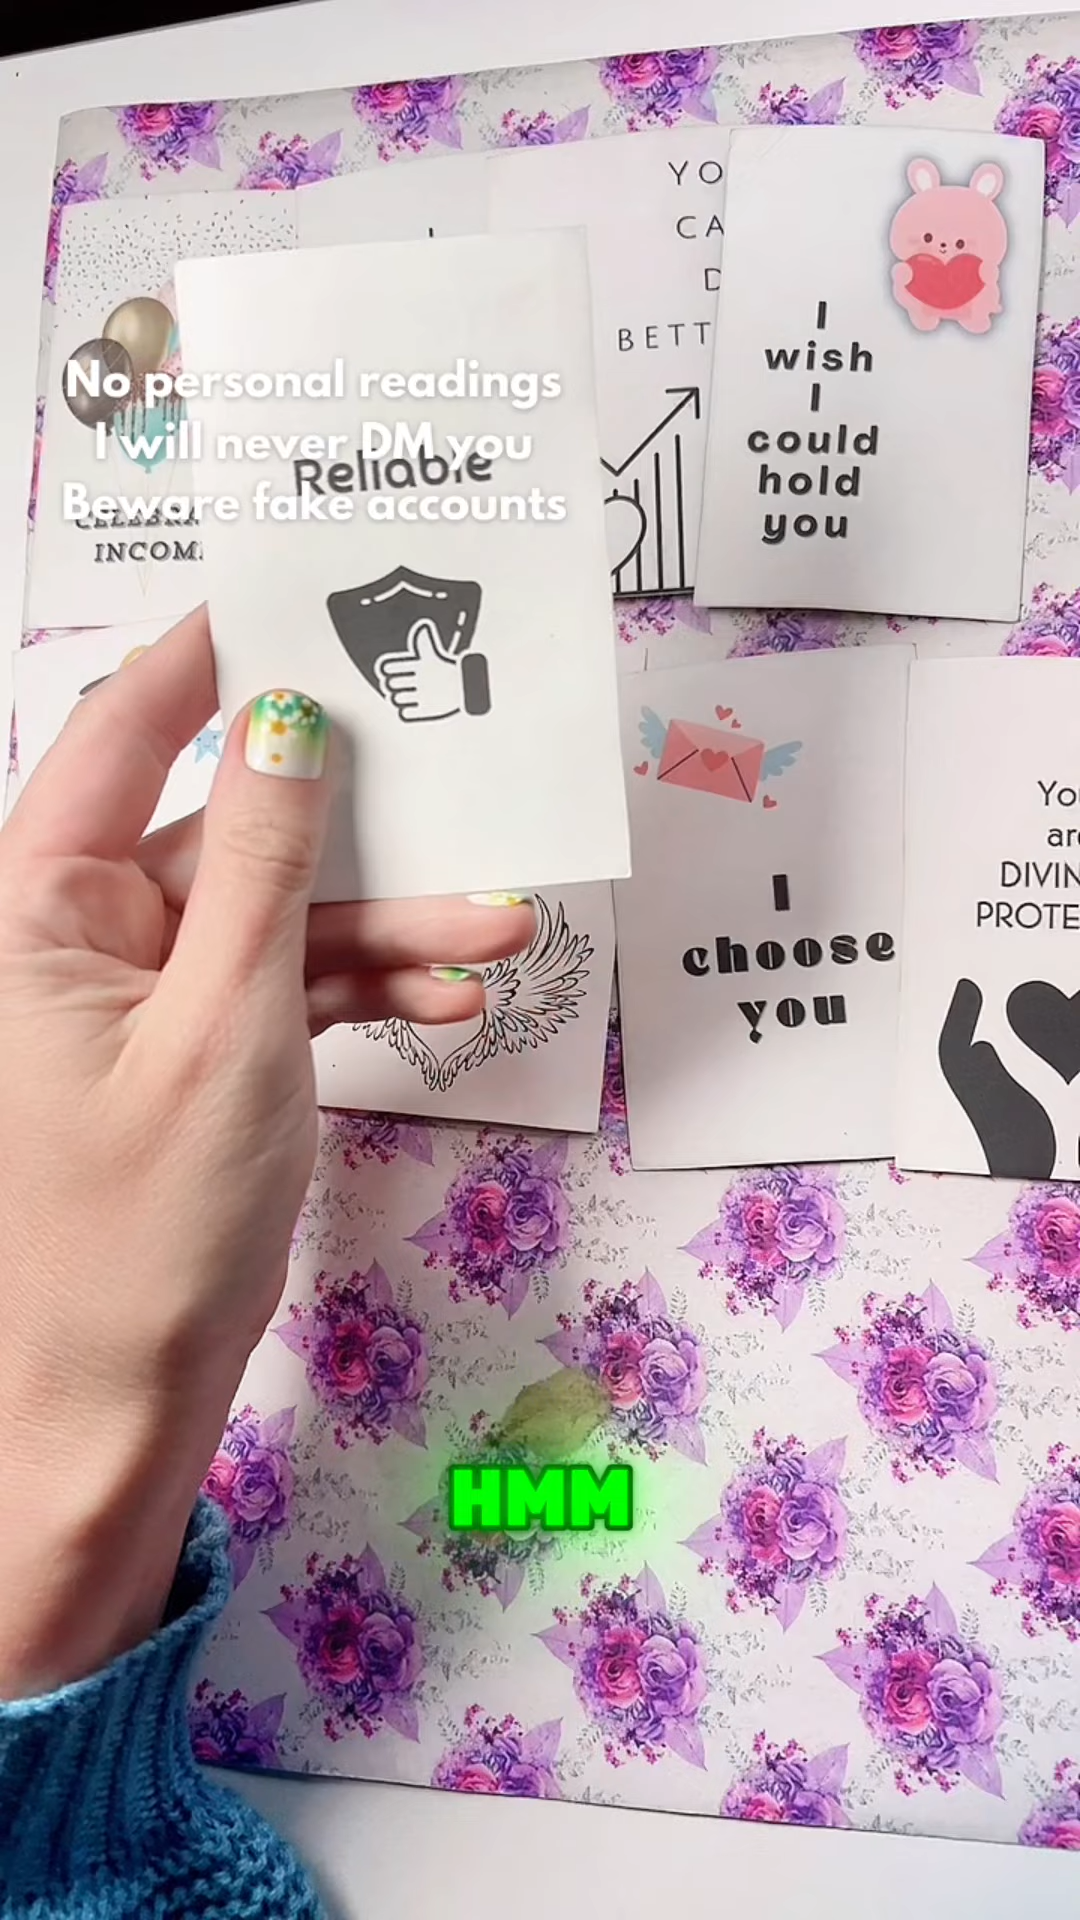 No personal readings
I will never DM you
Beware fake accounts
Reliable
INCOM
YO
CA
D
BETT
I
wish
I
could
hold
you
I
choose
you
You
are
DIVIN
PROTE
HMM